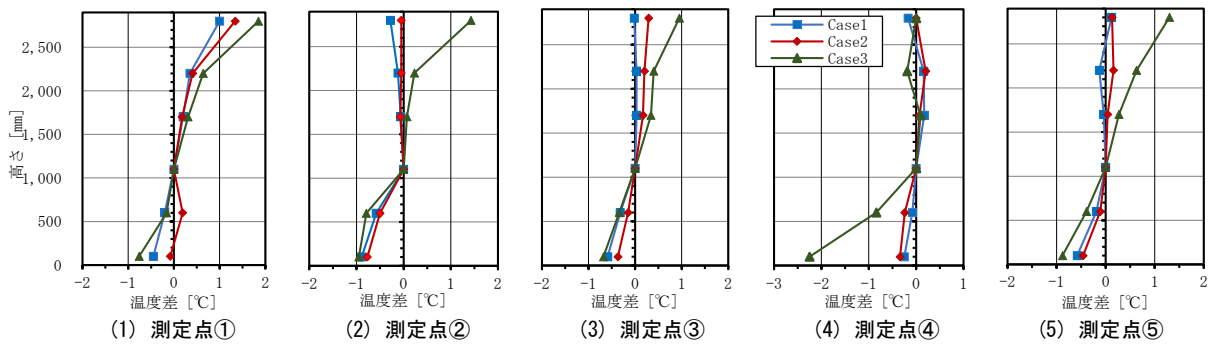 高さ [mm]
2,500
2,000
1,500
1,000
500
0
-2 -1 0 1 2
温度差 [℃]
(1) 測定点①
-2 -1 0 1 2
温度差 [℃]
(2) 測定点②
-2 -1 0 1 2
温度差 [℃]
(3) 測定点③
Case1
Case2
Case3
-3 -2 -1 0 1
温度差 [℃]
(4) 測定点④
-2 -1 0 1 2
温度差 [℃]
(5) 測定点⑤